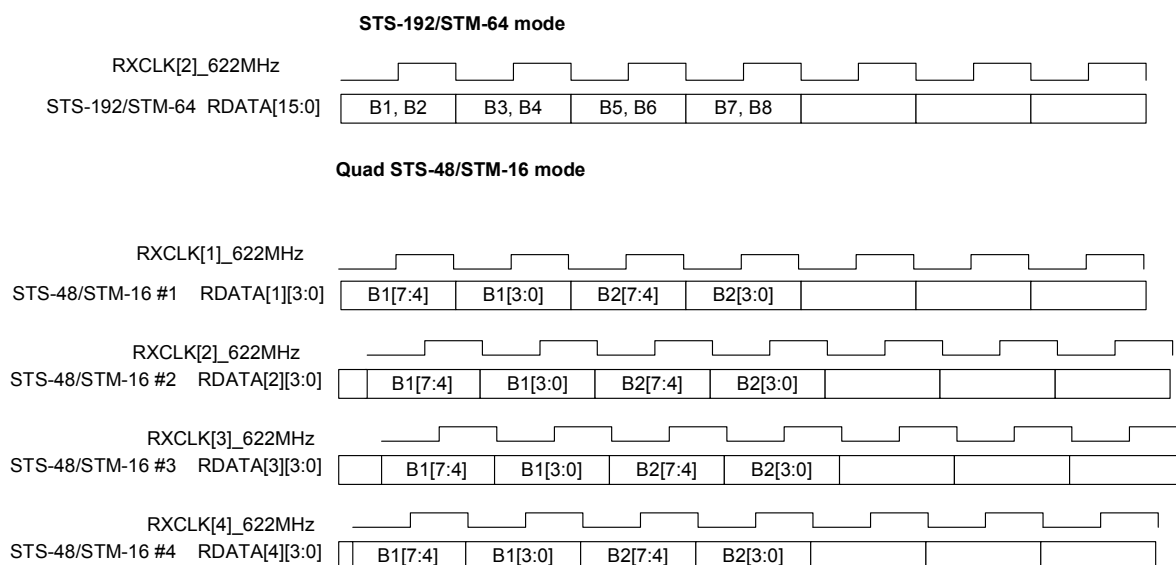 STS-192/STM-64 mode
RXCLK[2]_622MHz
STS-192/STM-64 RDATA[15:0] B1, B2 B3, B4 B5, B6 B7, B8
Quad STS-48/STM-16 mode
RXCLK[1]_622MHz
STS-48/STM-16 #1 RDATA[1][3:0] B1[7:4] B1[3:0] B2[7:4] B2[3:0]
RXCLK[2]_622MHz
STS-48/STM-16 #2 RDATA[2][3:0] B1[7:4] B1[3:0] B2[7:4] B2[3:0]
RXCLK[3]_622MHz
STS-48/STM-16 #3 RDATA[3][3:0] B1[7:4] B1[3:0] B2[7:4] B2[3:0]
RXCLK[4]_622MHz
STS-48/STM-16 #4 RDATA[4][3:0] B1[7:4] B1[3:0] B2[7:4] B2[3:0]